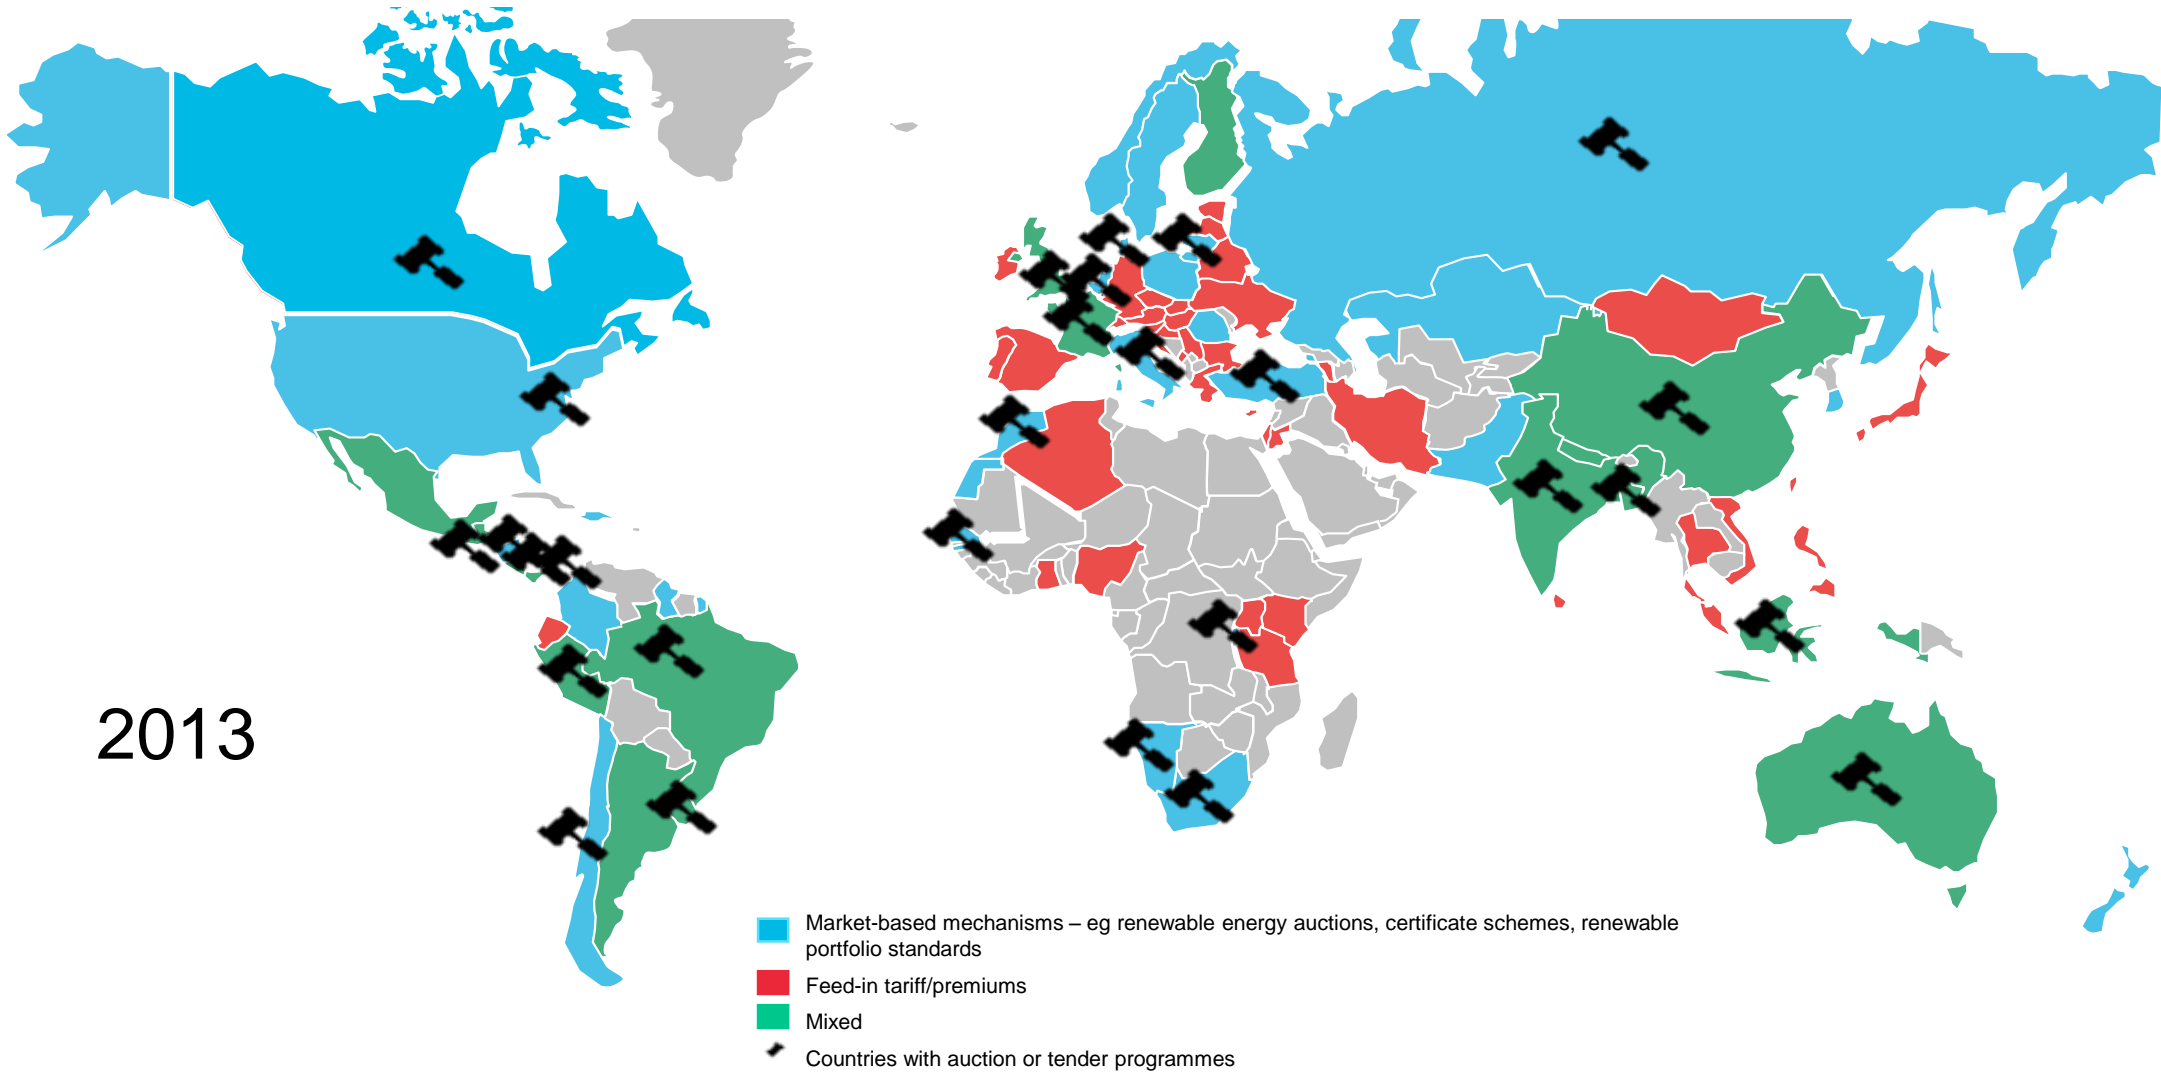 2013
Market-based mechanisms – eg renewable energy auctions, certificate schemes, renewable
portfolio standards
Feed-in tariff/premiums
Mixed
Countries with auction or tender programmes